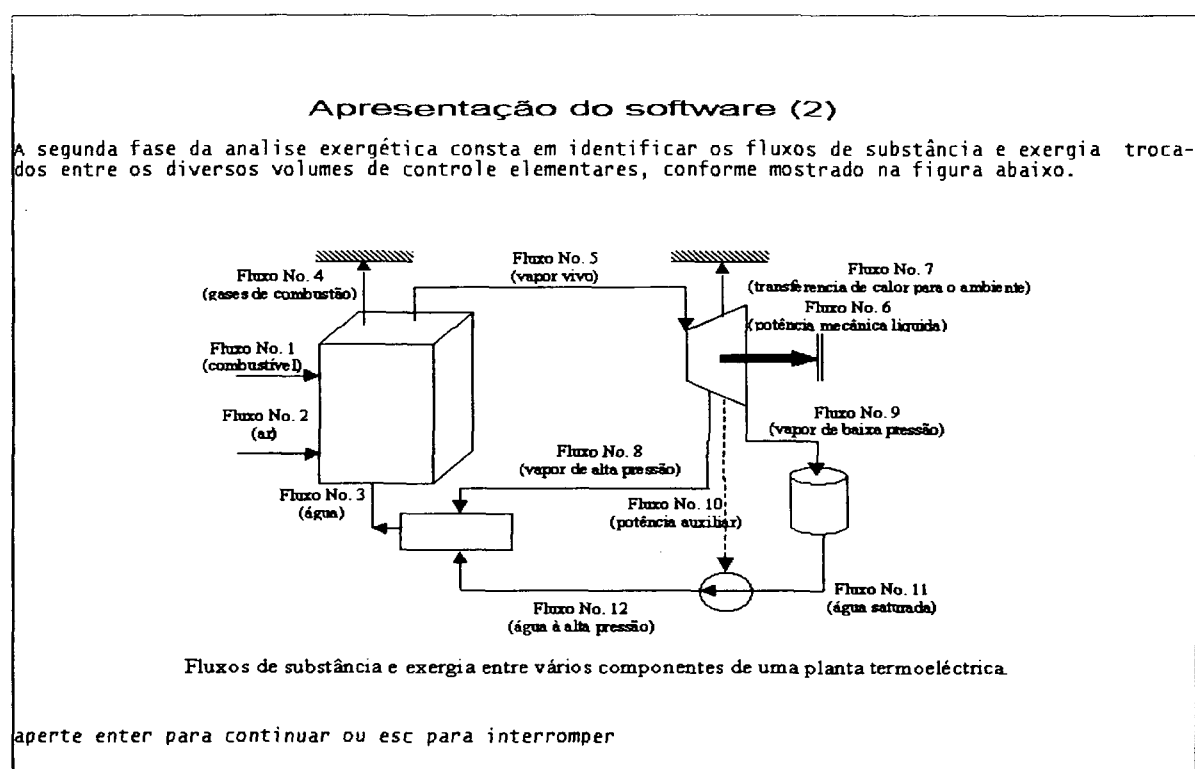 Apresentação do software (2)
A segunda fase da analise exergética consta em identificar os fluxos de substância e exergia troca-
dos entre os diversos volumes de controle elementares, conforme mostrado na figura abaixo.
Fluxo No. 4
(gases de combustão)
Fluxo No. 5
(vapor vivo)
Fluxo No. 7
(transferencia de calor para o ambiente)
Fluxo No. 6
(potência mecânica liquida)
Fluxo No. 1
(combustível)
Fluxo No. 2
(ar)
Fluxo No. 9
(vapor de baixa pressão)
Fluxo No. 8
(vapor de alta pressão)
Fluxo No. 3
(água)
Fluxo No. 10
(potência auxiliar)
Fluxo No. 11
(água saturada)
Fluxo No. 12
(água à alta pressão)
Fluxos de substância e exergia entre vários componentes de uma planta termoeléctrica.
aperte enter para continuar ou esc para interromper